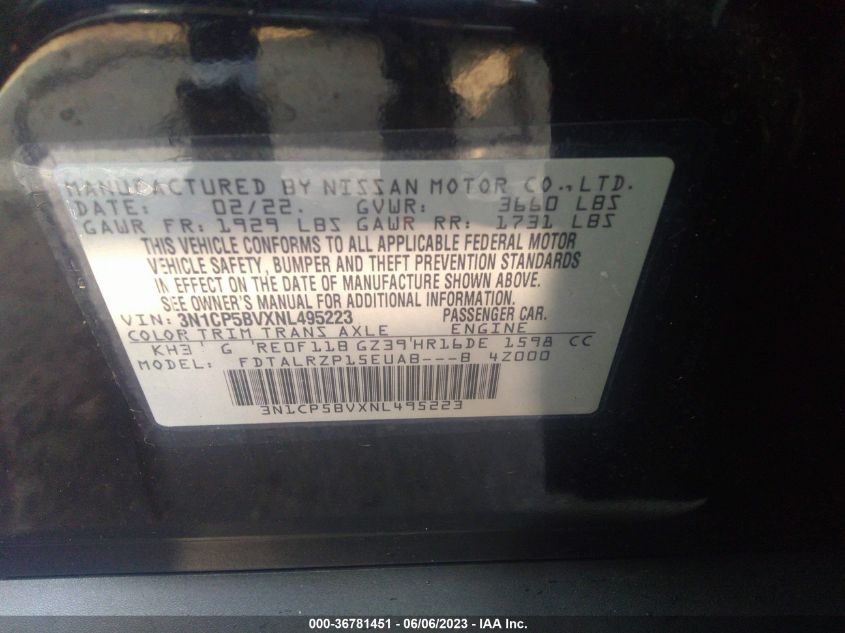 MANUFACTURED BY NISSAN MOTOR CO., LTD.
DATE: 02/22. GVWR: 3660 LBS
GAWR FR: 1929 LBS GAWR RR: 1731 LBS
THIS VEHICLE CONFORMS TO ALL APPLICABLE FEDERAL MOTOR
VEHICLE SAFETY, BUMPER AND THEFT PREVENTION STANDARDS
IN EFFECT ON THE DATE OF MANUFACTURE SHOWN ABOVE.
SEE OWNER'S MANUAL FOR ADDITIONAL INFORMATION.
VIN: 3N1CP5BVXNL495223 PASSENGER CAR.
COLOR TRIM TRANS AXLE ENGINE
KH3 G RE0F11B GZ39 HR16DE 1598 CC
MODEL: FDTALRZP15EUAB---B 4Z000
3N1CP5BVXNL495223
000-36781451 - 06/06/2023 - IAA Inc.